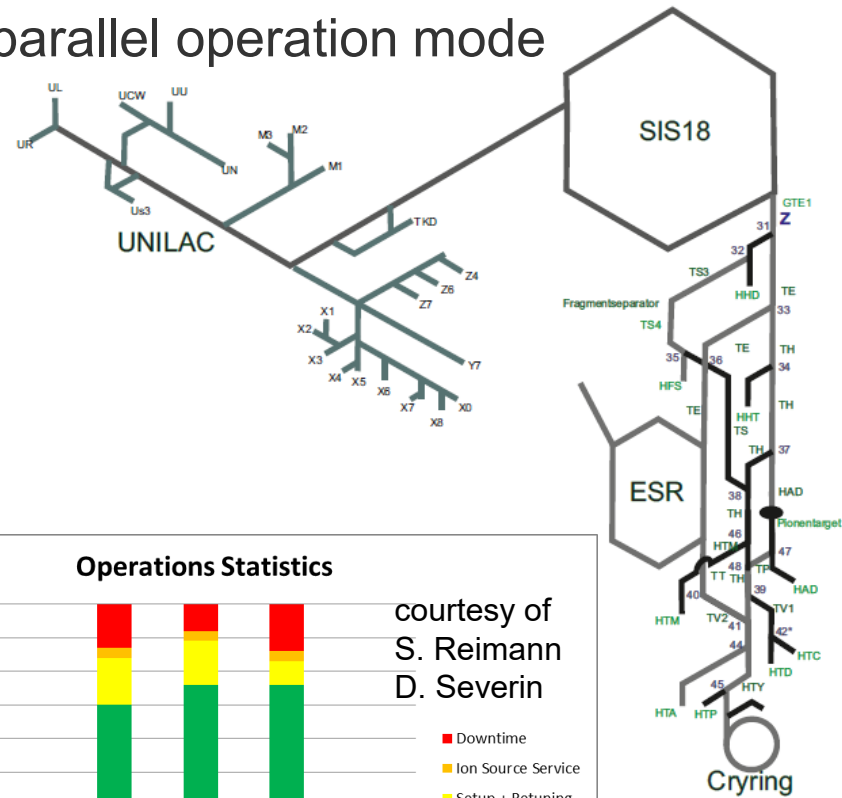 parallel operation mode
UL
UCW
UU
UR
M3
M2
M1
UN
Us3
UNILAC
TKD
Z4
Z6
Z7
X1
X2
X3
X4
X5
X6
X7
X8
X0
Y7
SIS18
GTE1
Z
31
32
TS3
HHD
TE
Fragmentseparator
33
TS4
TE
TH
35
36
34
HFS
TE
HHT
TH
TS
TH
37
ESR
38
HAD
TH
Pionentarget
46
HTM
47
48
TP
TT
TH
HAD
40
39
HTM
TV2
TV1
41
42*
44
HTC
HTD
45
HTY
HTA
HTP
Cryring
Operations Statistics
courtesy of
S. Reimann
D. Severin
Downtime
Ion Source Service
Setup + Retuning